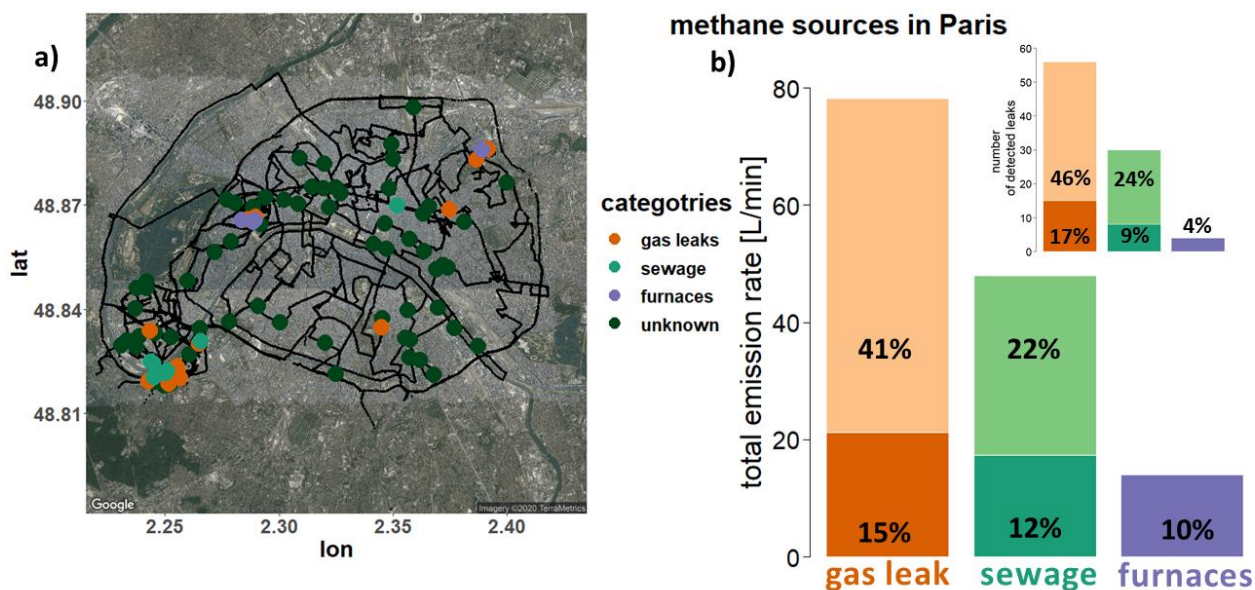 methane sources in Paris
a)
48.90
48.87
48.84
48.81
lat
2.25
2.30
2.35
2.40
lon
Google
Imagery ©2020 TerraMetrics
categotries
gas leaks
sewage
furnaces
unknown
b)
total emission rate [L/min]
80
60
40
20
0
41%
15%
22%
12%
10%
gas leak
sewage
furnaces
number
of detected leaks
60
50
40
30
20
10
0
46%
17%
24%
9%
4%